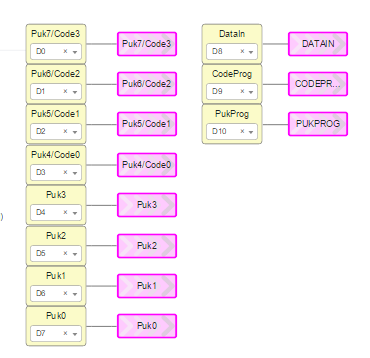 Puk7/Code3
D0
Puk7/Code3
Puk6/Code2
D1
Puk6/Code2
Puk5/Code1
D2
Puk5/Code1
Puk4/Code0
D3
Puk4/Code0
Puk3
D4
Puk3
Puk2
D5
Puk2
Puk1
D6
Puk1
Puk0
D7
Puk0
)
DataIn
D8
DATAIN
CodeProg
D9
CODEPR...
PukProg
D10
PUKPROG